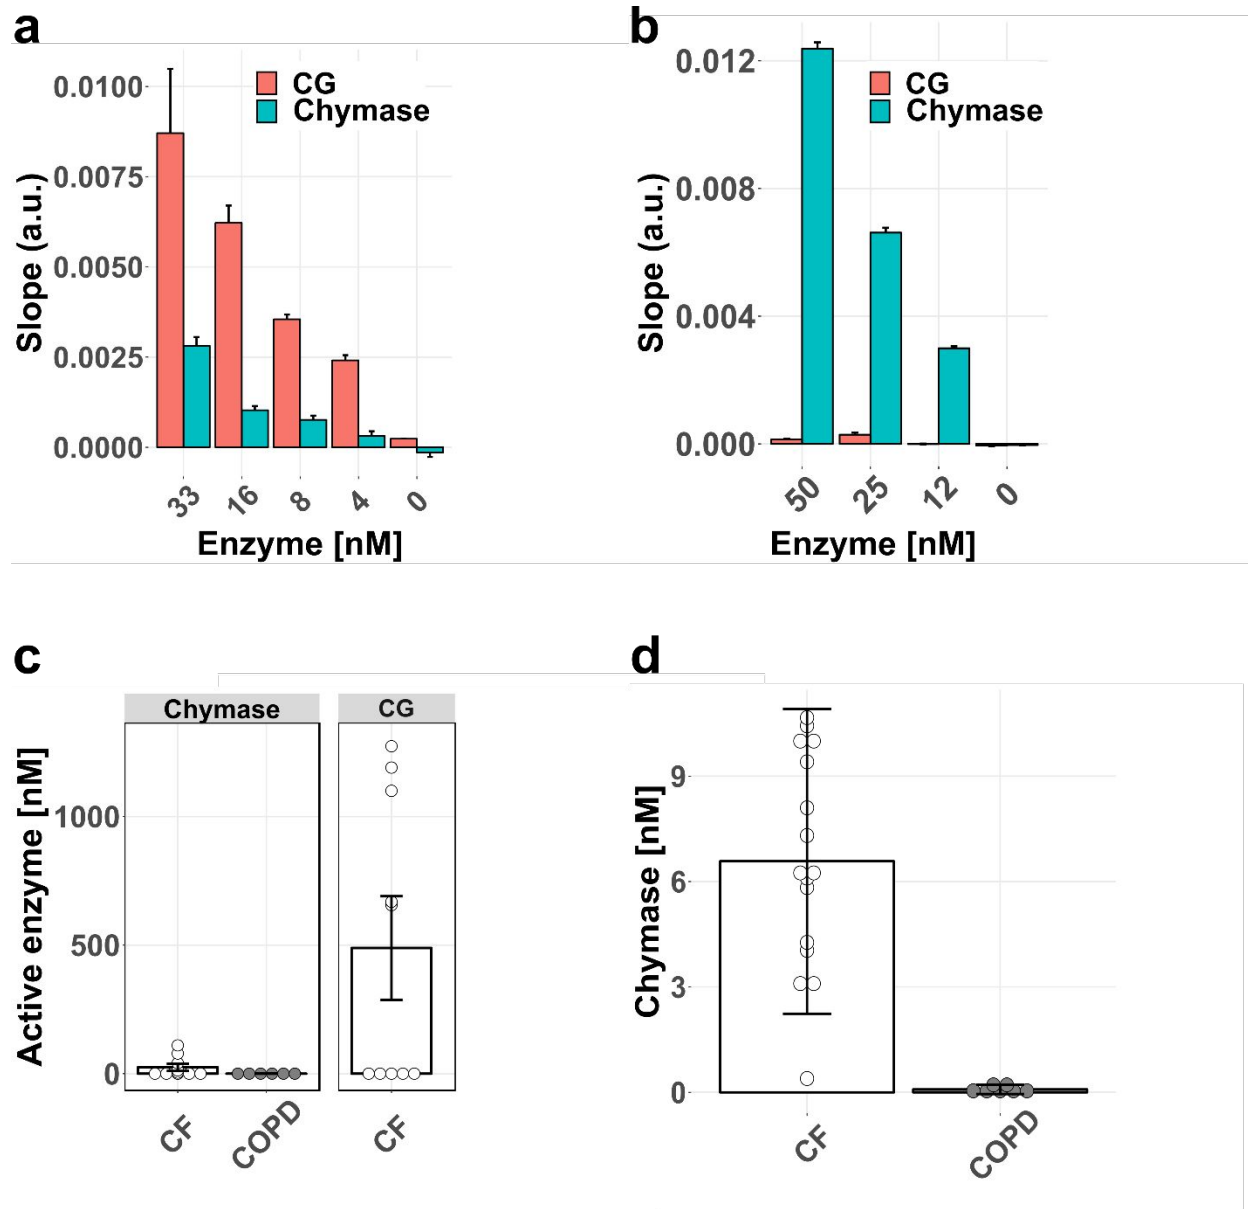 a
CG
Chymase
0.0100
0.0075
0.0050
0.0025
0.0000
Slope (a.u.)
33 16 8 4 0
Enzyme [nM]
b
CG
Chymase
0.012
0.008
0.004
0.000
Slope (a.u.)
50 25 12 0
Enzyme [nM]
c
Chymase CG
1000
500
0
Active enzyme [nM]
CF COPD CF
d
9
6
3
0
Chymase [nM]
CF COPD